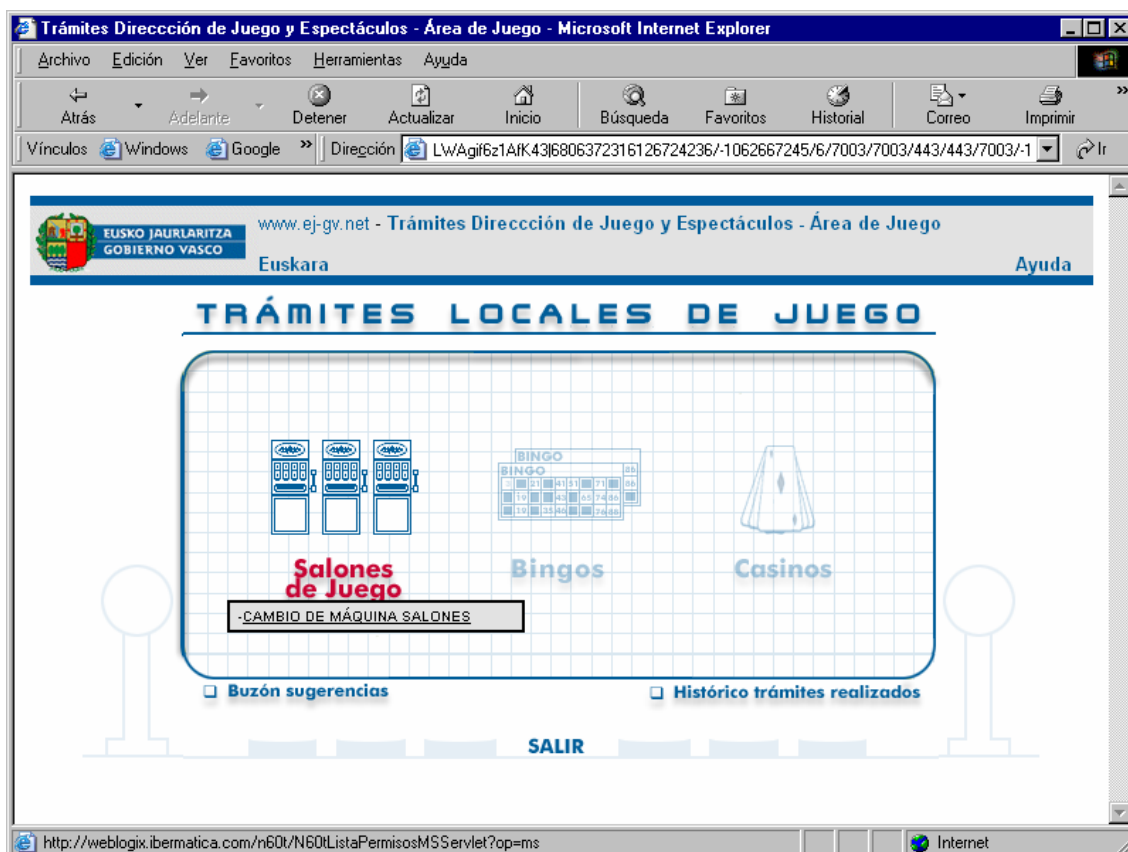 Trámites Direccción de Juego y Espectáculos - Área de Juego - Microsoft Internet Explorer
Archivo Edición Ver Favoritos Herramientas Ayuda
Atrás Adelante Detener Actualizar Inicio Búsqueda Favoritos Historial Correo Imprimir »
Vínculos Windows Google » Dirección LWAgif6z1AfK43|6806372316126724236/-1062667245/6/7003/7003/443/443/7003/-1 Ir
EUSKO JAURLARITZA
GOBIERNO VASCO
www.ej-gv.net - Trámites Direccción de Juego y Espectáculos - Área de Juego
Euskara Ayuda
TRÁMITES LOCALES DE JUEGO
BINGO
BINGO
Salones
de Juego
Bingos
Casinos
-CAMBIO DE MÁQUINA SALONES
Buzón sugerencias
Histórico trámites realizados
SALIR
http://weblogix.ibermatica.com/n60t/N60tListaPermisosMSServlet?op=ms Internet